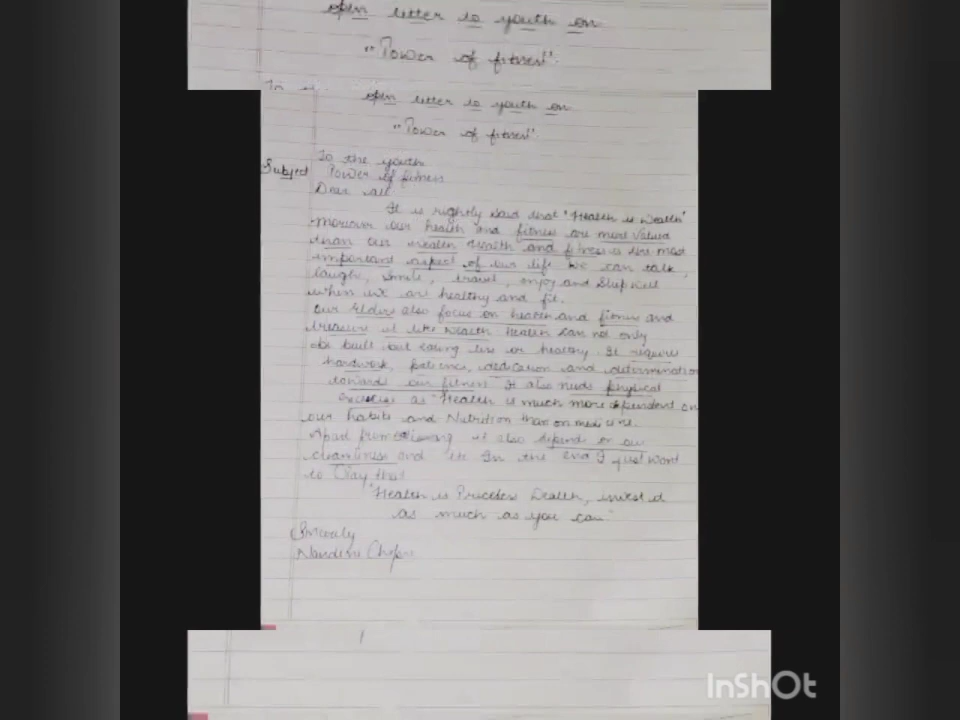 open letter to youth on
"Power of fitness"
open letter to youth on
"Power of fitness"
To the youth
Subject Power of fitness
Dear all
It is rightly said that "Health is Wealth"
our health and fitness are more valued
than our wealth Health and fitness is the most
important aspect of our life We can talk,
laugh, smile, travel, enjoy and sleep well
when we are healthy and fit.
our Elders also focus on health and fitness and
treasure it like wealth Health can not only
be built but eating less or healthy. It requires
hardwork, patience, dedication and determination
towards our fitness It also needs physical
as "Health is much more dependent on
our habits and Nutrition than on medicine.
Apart from it also depends on our
cleanliness and In the end I just want
to say that
"Health is Priceless Wealth, invest it
as much as you can"
Sincerely
Nandini
InShOt